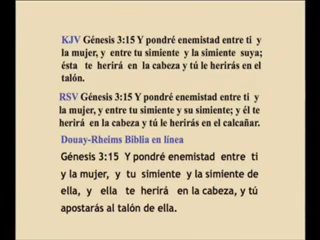 KJV Génesis 3:15 Y pondré enemistad entre ti y
la mujer, y entre tu simiente y la simiente suya;
ésta te herirá en la cabeza y tú le herirás en el
talón.
RSV Génesis 3:15 Y pondré enemistad entre ti y
la mujer, y entre tu simiente y su simiente; y él te
herirá en la cabeza y tú le herirás en el calcañar.
Douay-Rheims Bíblia en línea
Génesis 3:15 Y pondré enemistad entre ti
y la mujer, y tu simiente y la simiente de
ella, y ella te herirá en la cabeza, y tú
apostarás al talón de ella.